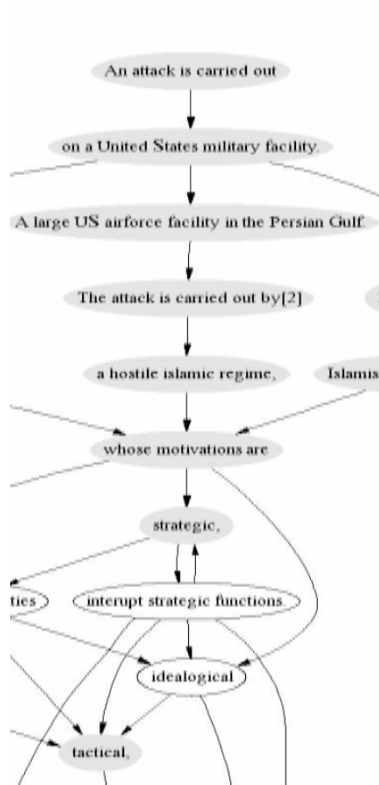 An attack is carried out
on a United States military facility.
A large US airforce facility in the Persian Gulf.
The attack is carried out by[2]
a hostile islamic regime,
Islamis
whose motivations are
strategic,
ties
interupt strategic functions.
idealogical
tactical,